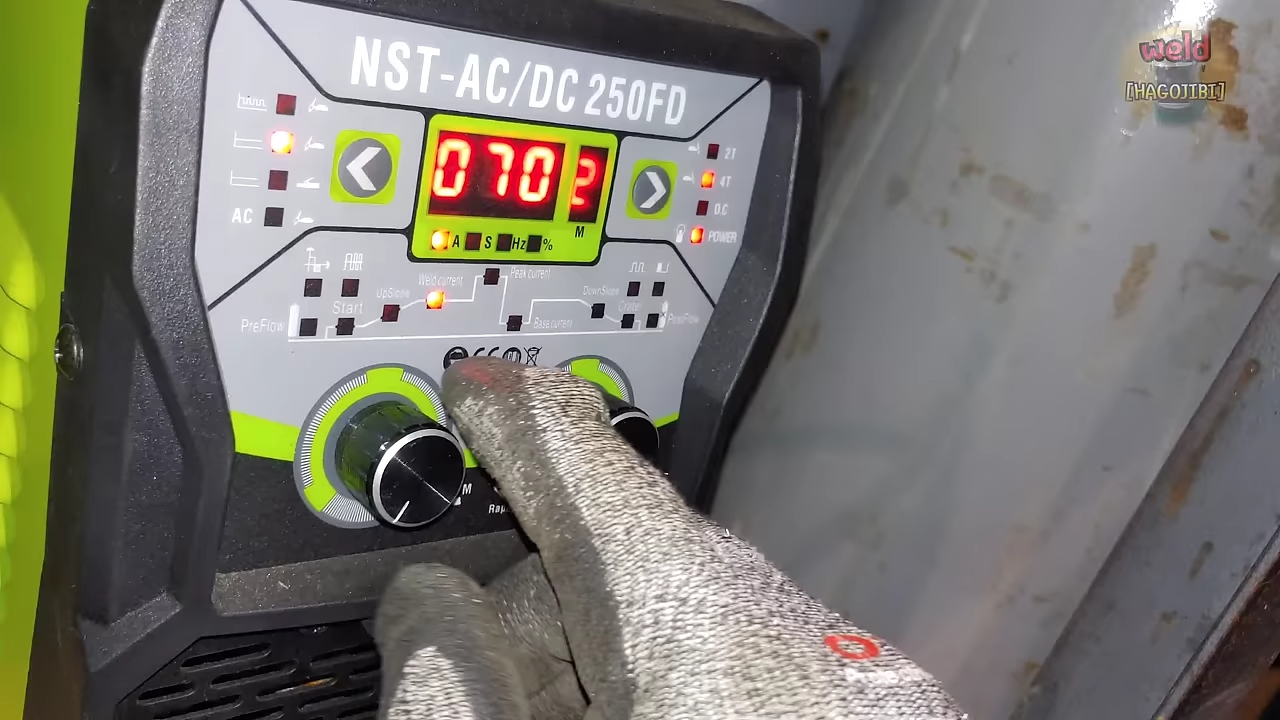 weld
[HAGOJIBI]
NST-AC/DC 250FD
0702
M
A S Hz %
AC
2T
4T
DC
POWER
Peak current
Weld current
UpSlope
Start
PreFlow
Base current
DownSlope
Crater
PostFlow
M